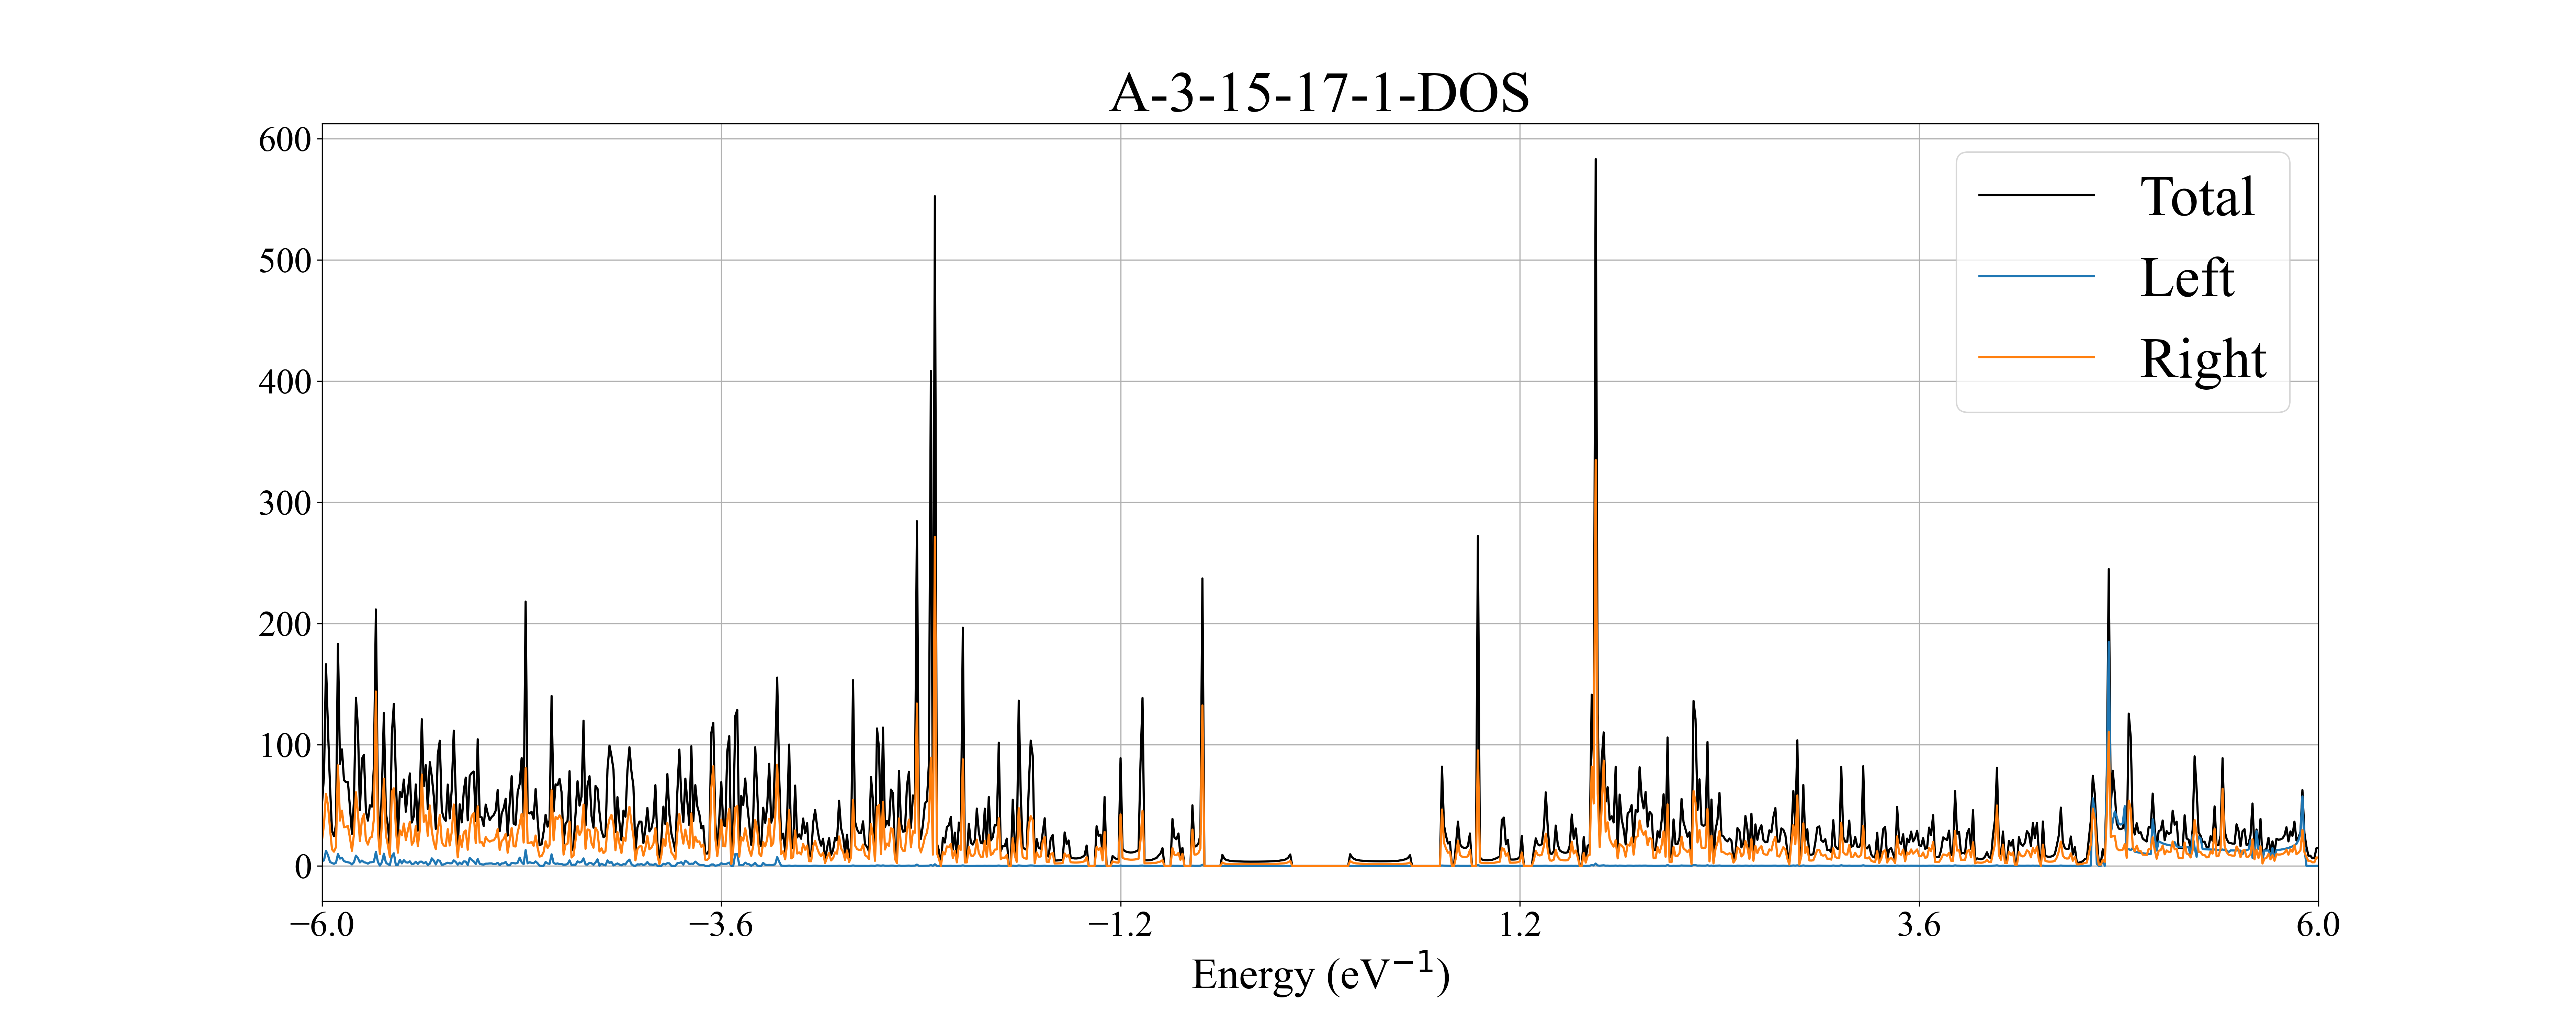 A-3-15-17-1-DOS
600
500
400
300
200
100
0
−6.0 −3.6 −1.2 1.2 3.6 6.0
Energy (eV⁻¹)
Total
Left
Right